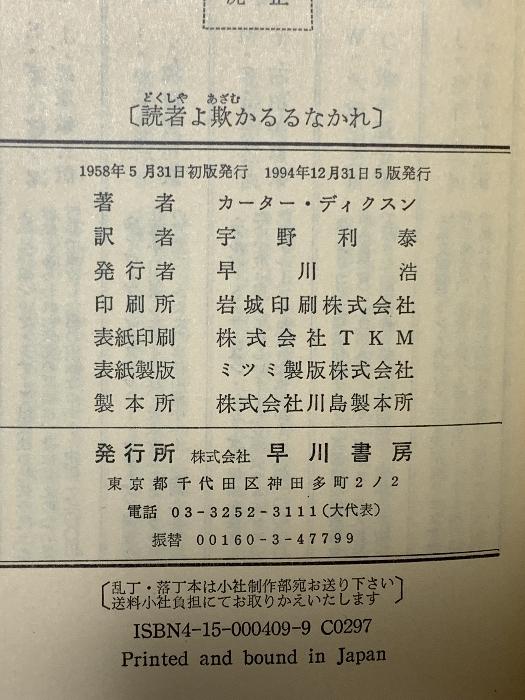 どくしや あざむ
〔読者よ欺かるるなかれ〕
1958年5月31日初版発行 1994年12月31日5版発行
著者 カーター・ディクスン
訳者 宇野利泰
発行者 早川浩
印刷所 岩城印刷株式会社
表紙印刷 株式会社TKM
表紙製版 ミツミ製版株式会社
製本所 株式会社川島製本所
発行所 株式会社 早川書房
東京都千代田区神田多町2ノ2
電話 03-3252-3111(大代表)
振替 00160-3-47799
〔乱丁・落丁本は小社制作部宛お送り下さい
送料小社負担にてお取りかえいたします〕
ISBN4-15-000409-9 C0297
Printed and bound in Japan